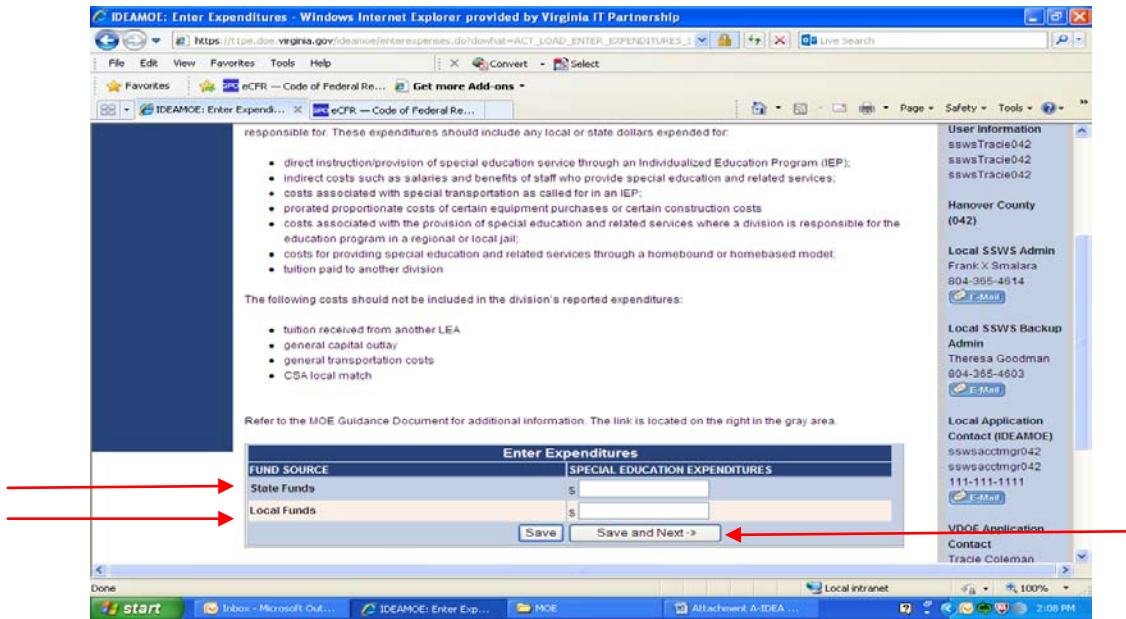 IDEAMOE: Enter Expenditures - Windows Internet Explorer provided by Virginia IT Partnership
https://t1pe.doe.virginia.gov/ideamoe/enterexpenses.do?dowhat=ACT_LOAD_ENTER_EXPENDITURES_
Live Search
File Edit View Favorites Tools Help
Convert
Select
Favorites
eCFR — Code of Federal Re...
Get more Add-ons
IDEAMOE: Enter Expendi...
eCFR — Code of Federal Re...
Page
Safety
Tools
responsible for. These expenditures should include any local or state dollars expended for:
• direct instruction/provision of special education service through an Individualized Education Program (IEP);
• indirect costs such as salaries and benefits of staff who provide special education and related services;
• costs associated with special transportation as called for in an IEP;
• prorated proportionate costs of certain equipment purchases or certain construction costs
• costs associated with the provision of special education and related services where a division is responsible for the
education program in a regional or local jail;
• costs for providing special education and related services through a homebound or homebased model;
• tuition paid to another division
The following costs should not be included in the division's reported expenditures:
• tuition received from another LEA
• general capital outlay
• general transportation costs
• CSA local match
Refer to the MOE Guidance Document for additional information. The link is located on the right in the gray area.
Enter Expenditures
FUND SOURCE SPECIAL EDUCATION EXPENDITURES
State Funds $
Local Funds $
Save Save and Next ->
User Information
sswsTracie042
sswsTracie042
sswsTracie042
Hanover County
(042)
Local SSWS Admin
Frank X Smalara
804-365-4614
E-Mail
Local SSWS Backup
Admin
Theresa Goodman
804-365-4603
E-Mail
Local Application
Contact (IDEAMOE)
sswsacctmgr042
sswsacctmgr042
111-111-1111
E-Mail
VDOE Application
Contact
Tracie Coleman
Done
Local intranet
100%
start
Inbox - Microsoft Out...
IDEAMOE: Enter Exp...
MOE
Attachment A-IDEA ...
2:08 PM